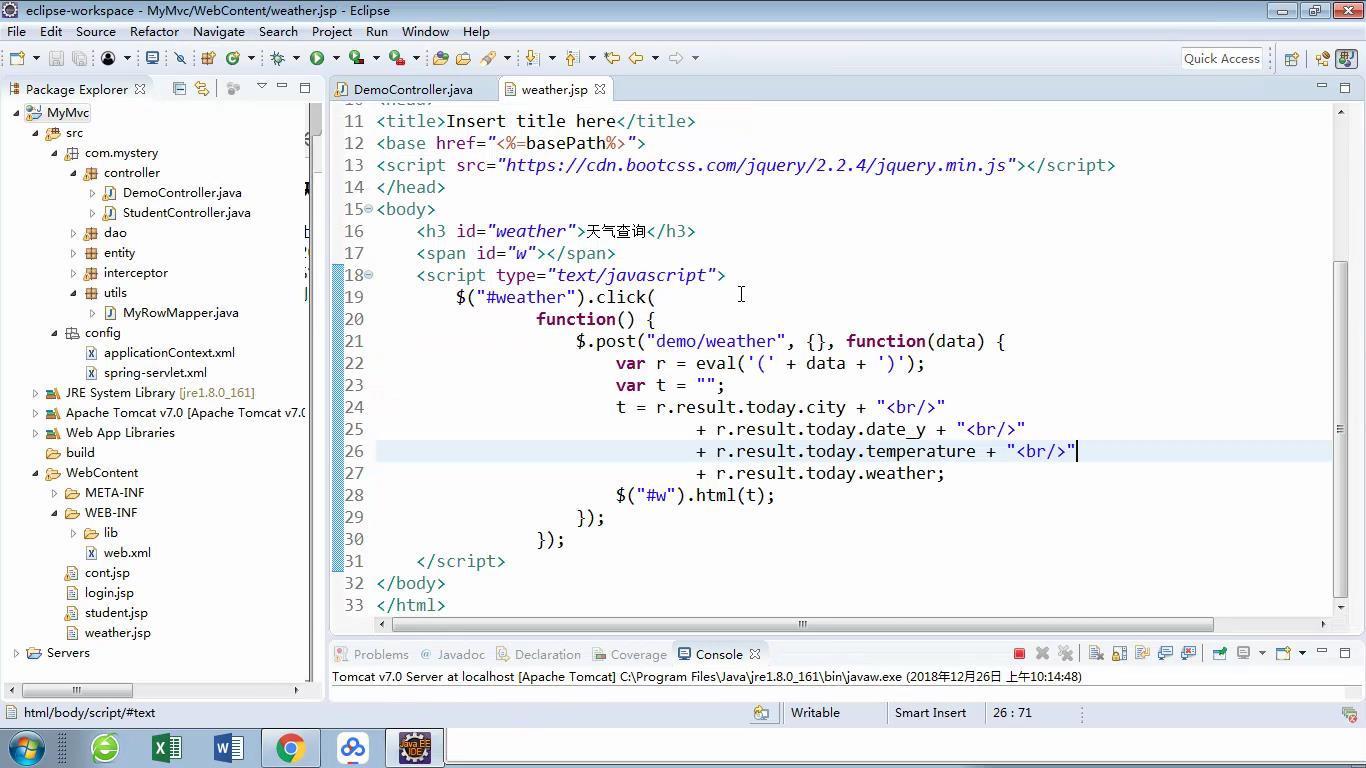 eclipse-workspace - MyMvc/WebContent/weather.jsp - Eclipse
File Edit Source Refactor Navigate Search Project Run Window Help
Quick Access
Package Explorer
DemoController.java
weather.jsp
MyMvc
src
com.mystery
controller
DemoController.java
StudentController.java
dao
entity
interceptor
utils
MyRowMapper.java
config
applicationContext.xml
spring-servlet.xml
JRE System Library [jre1.8.0_161]
Apache Tomcat v7.0 [Apache Tomcat v7.0
Web App Libraries
build
WebContent
META-INF
WEB-INF
lib
web.xml
cont.jsp
login.jsp
student.jsp
weather.jsp
Servers
10 <head>
11 <title>Insert title here</title>
12 <base href="<%=basePath%>">
13 <script src="https://cdn.bootcss.com/jquery/2.2.4/jquery.min.js"></script>
14 </head>
15 <body>
16 <h3 id="weather">天气查询</h3>
17 <span id="w"></span>
18 <script type="text/javascript">
19 $("#weather").click(
20 function() {
21 $.post("demo/weather", {}, function(data) {
22 var r = eval('(' + data + ')');
23 var t = "";
24 t = r.result.today.city + "<br/>"
25 + r.result.today.date_y + "<br/>"
26 + r.result.today.temperature + "<br/>"
27 + r.result.today.weather;
28 $("#w").html(t);
29 });
30 });
31 </script>
32 </body>
33 </html>
Problems @ Javadoc Declaration Coverage Console
Tomcat v7.0 Server at localhost [Apache Tomcat] C:\Program Files\Java\jre1.8.0_161\bin\javaw.exe (2018年12月26日 上午10:14:48)
html/body/script/#text
Writable
Smart Insert
26 : 71
Java EE
IDE